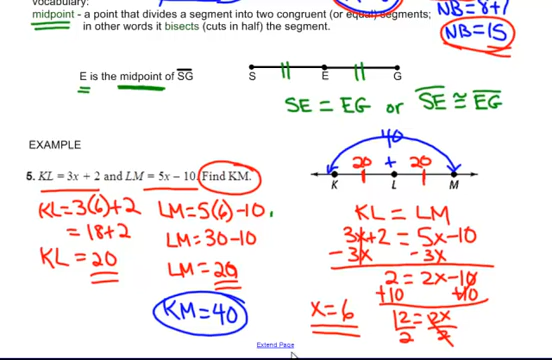 vocabulary:
midpoint - a point that divides a segment into two congruent (or equal) segments;
in other words it bisects (cuts in half) the segment.
NB = 8+7
NB = 15
E is the midpoint of SG
S E G
SE = EG or SE ≅ EG
EXAMPLE
5. KL = 3x + 2 and LM = 5x – 10. Find KM.
40
20 + 20
K L M
KL = 3(6)+2
= 18+2
KL = 20
LM = 5(6)-10
LM = 30-10
LM = 20
KM = 40
KL = LM
3x+2 = 5x-10
-3x -3x
2 = 2x-10
+10 +10
12 = 2x
2 2
x = 6
Extend Page